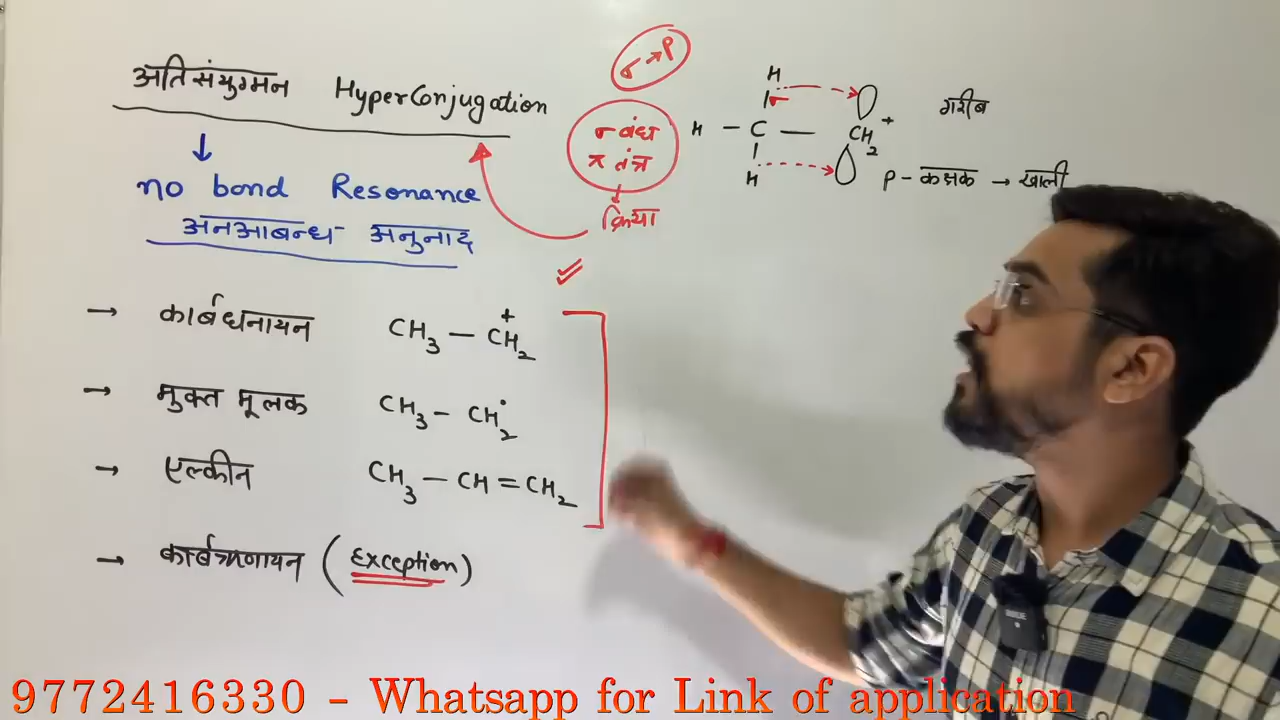 अतिसंयुग्मन HyperConjugation
no bond Resonance
अनआबन्ध अनुनाद
→ कार्बधनायन CH3 – CH2+
→ मुक्त मूलक CH3 – CH2•
→ एल्कीन CH3 – CH = CH2
→ कार्बऋणायन (Exception)
σ → P
σ बंध
π तंत्र
↓
क्रिया
H
σ
H – C – CH2+
H
गरीब
P - कक्षक → खाली
9772416330 - Whatsapp for Link of application